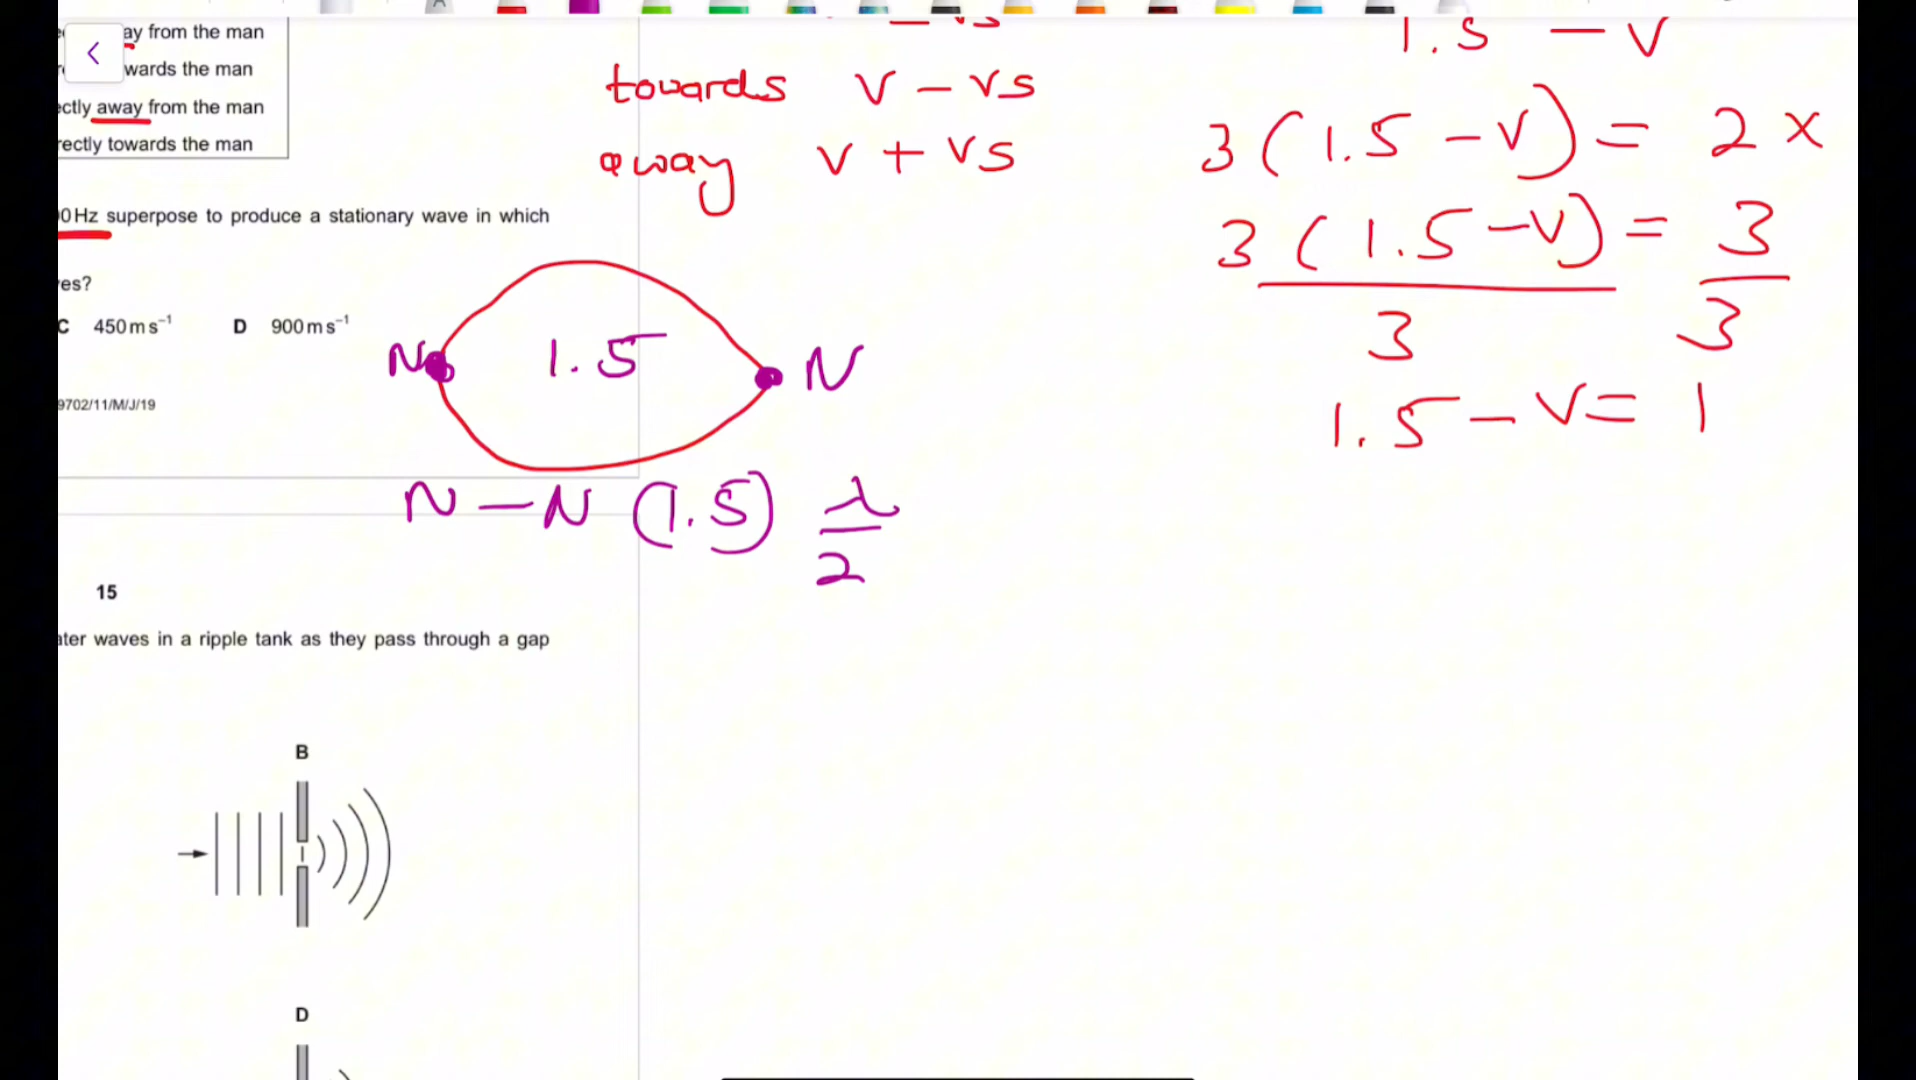 ay from the man
wards the man
ectly away from the man
rectly towards the man
0 Hz superpose to produce a stationary wave in which
es?
C 450 m s⁻¹ D 900 m s⁻¹
9702/11/M/J/19
15
ater waves in a ripple tank as they pass through a gap
B
D
− vs
towards v − vs
away v + vs
N 1.5 N
N − N (1.5) λ/2
1.5 − v
3(1.5 − v) = 2 ×
3(1.5 − v) = 3
3 3
1.5 − v = 1